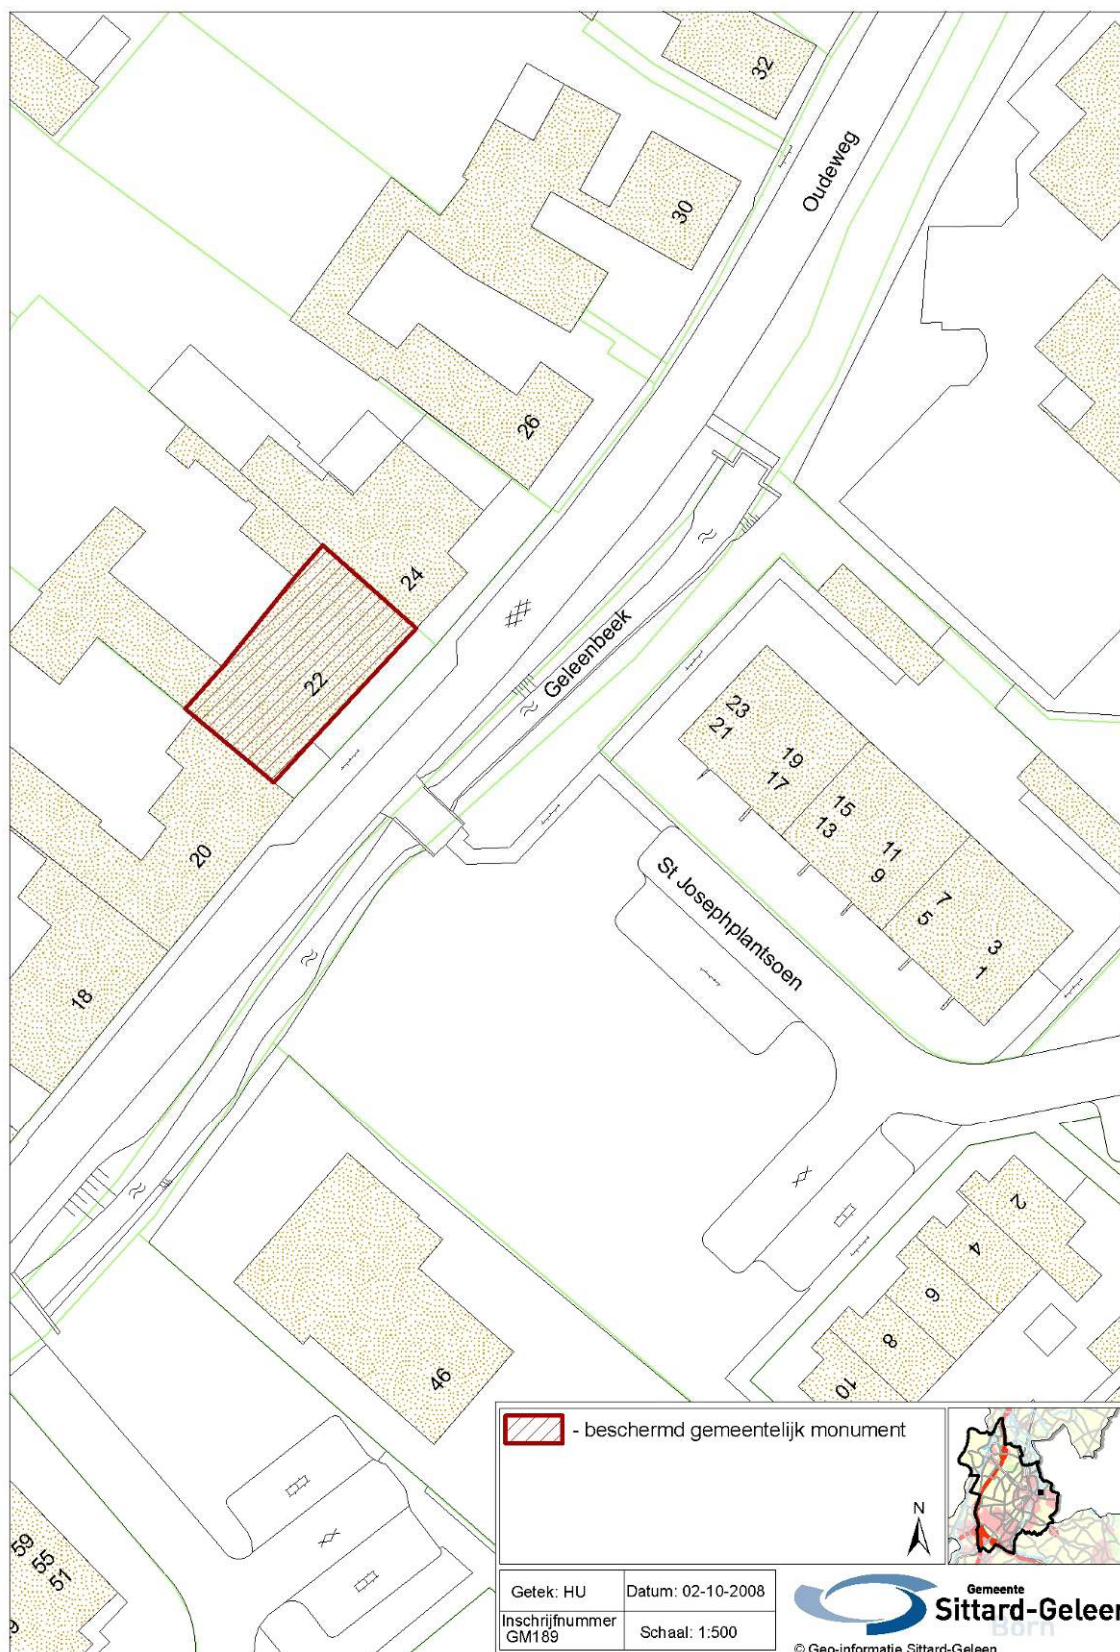 32
Oudeweg
30
26
24
22
Geleenbeek
23
21
19
17
15
13
11
9
7
5
3
1
20
St Josephplantsoen
18
2
4
6
8
10
46
59
55
51
9
- beschermd gemeentelijk monument
N
Getek: HU
Datum: 02-10-2008
Inschrijfnummer
GM189
Schaal: 1:500
Gemeente
Sittard-Geleen
Born
© Geo-informatie Sittard-Geleen